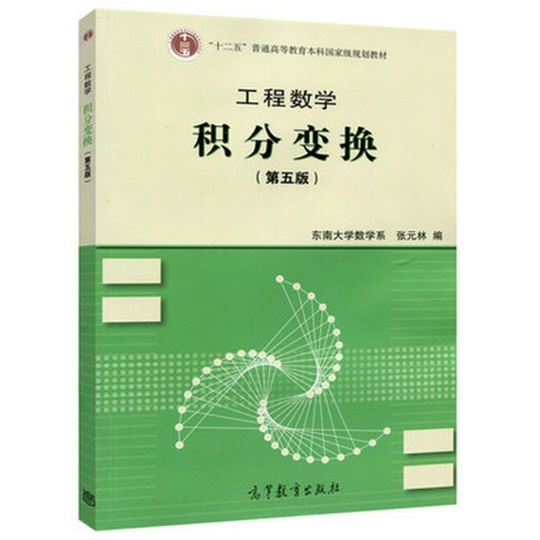 "十二五"普通高等教育本科国家级规划教材
工程数学
积分变换
(第五版)
东南大学数学系 张元林 编
高等教育出版社
工程数学 积分变换(第五版)